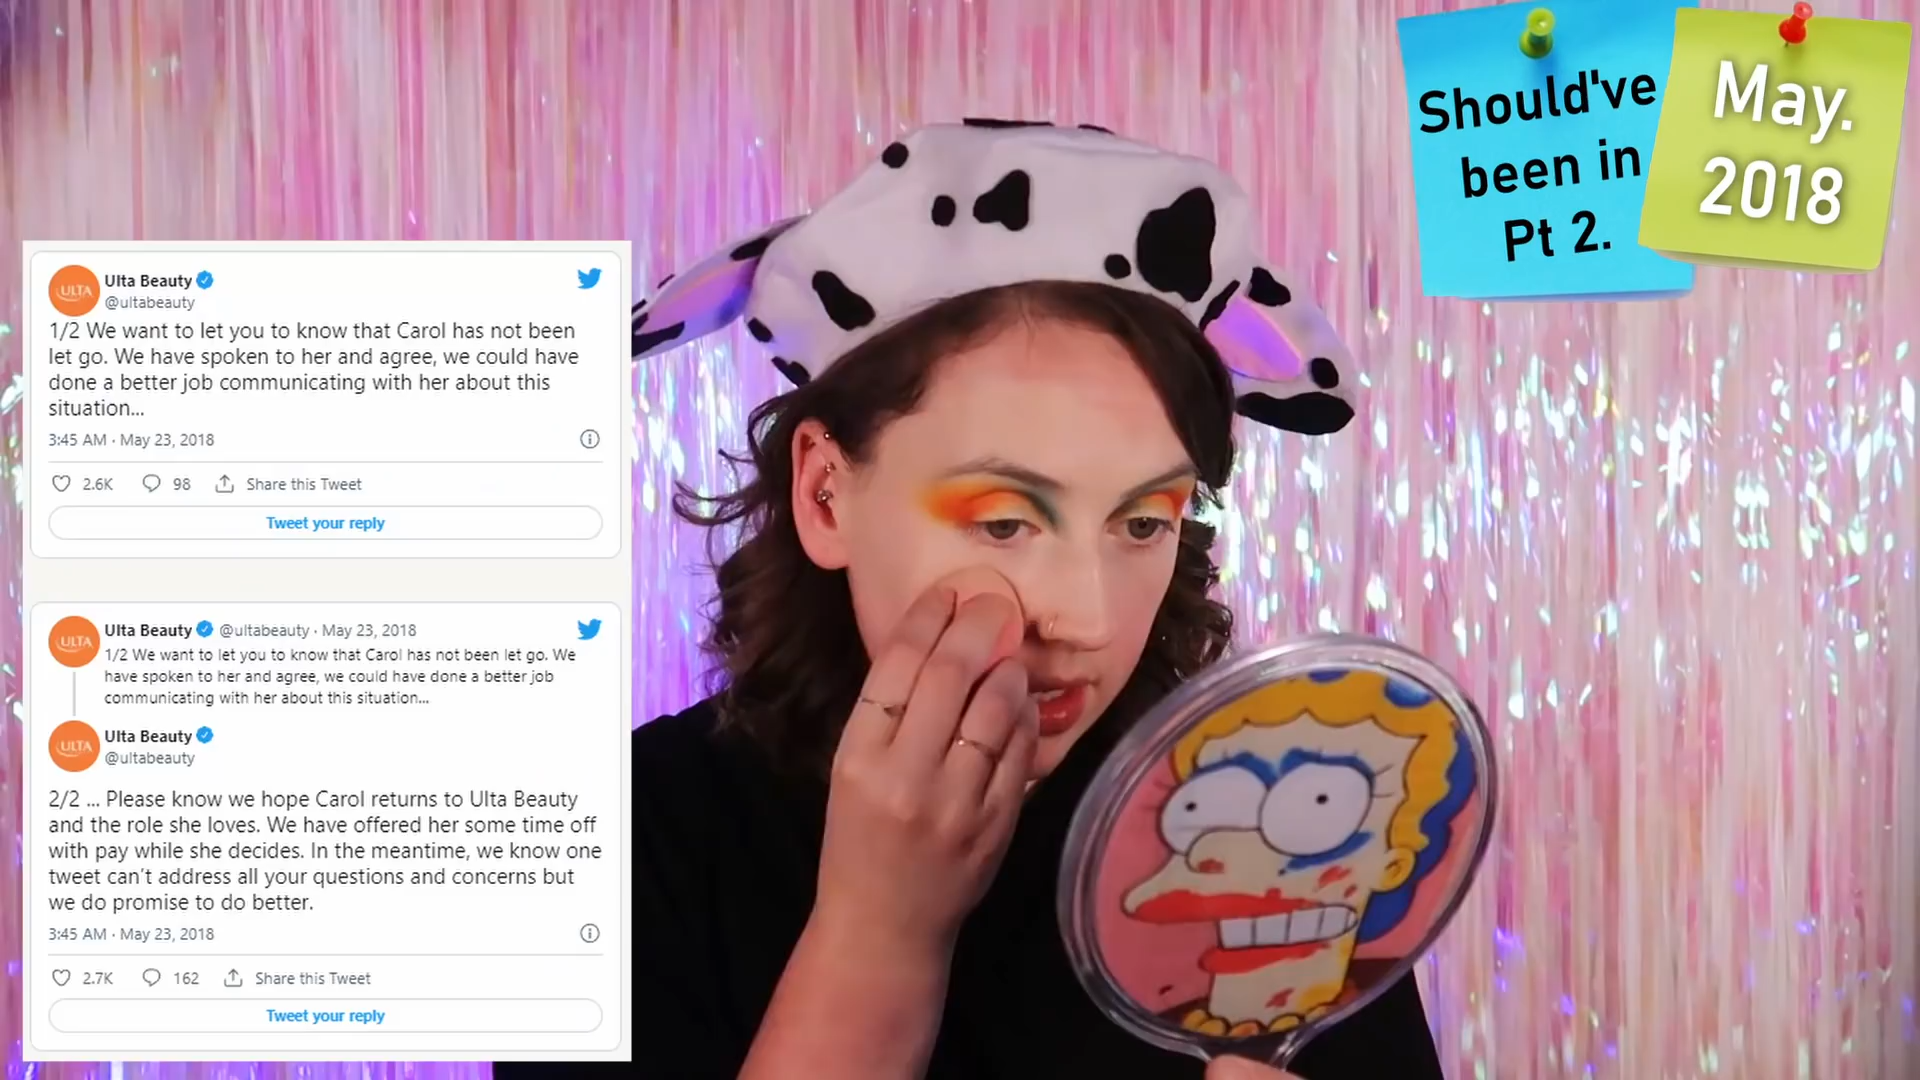 Should've
been in
Pt 2.
May.
2018
ULTA
Ulta Beauty
@ultabeauty
1/2 We want to let you to know that Carol has not been
let go. We have spoken to her and agree, we could have
done a better job communicating with her about this
situation...
3:45 AM · May 23, 2018
2.6K 98 Share this Tweet
Tweet your reply
ULTA
Ulta Beauty @ultabeauty · May 23, 2018
1/2 We want to let you to know that Carol has not been let go. We
have spoken to her and agree, we could have done a better job
communicating with her about this situation...
ULTA
Ulta Beauty
@ultabeauty
2/2 ... Please know we hope Carol returns to Ulta Beauty
and the role she loves. We have offered her some time off
with pay while she decides. In the meantime, we know one
tweet can't address all your questions and concerns but
we do promise to do better.
3:45 AM · May 23, 2018
2.7K 162 Share this Tweet
Tweet your reply